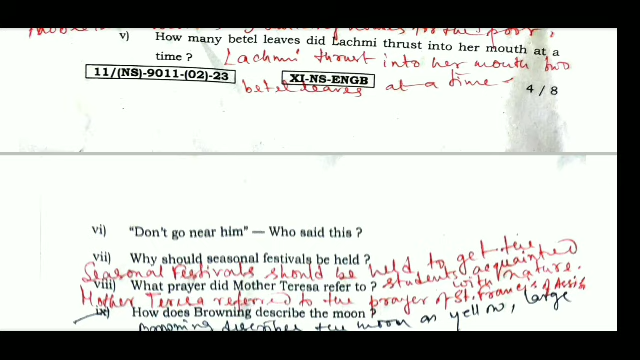 for the poor.
v) How many betel leaves did Lachmi thrust into her mouth at a
time ? Lachmi thrust into her mouth two
11/(NS)-9011-(02)-23 XI-NS-ENGB
betel leaves at a time
4 / 8
vi) "Don't go near him" — Who said this ?
vii) Why should seasonal festivals be held ?
Seasonal Festivals should be held to get the
students acquainted with nature.
viii) What prayer did Mother Teresa refer to ?
Mother Teresa referred to the prayer of St. Francis of Assisi
ix) How does Browning describe the moon ?
Browning describes the moon as yellow, large